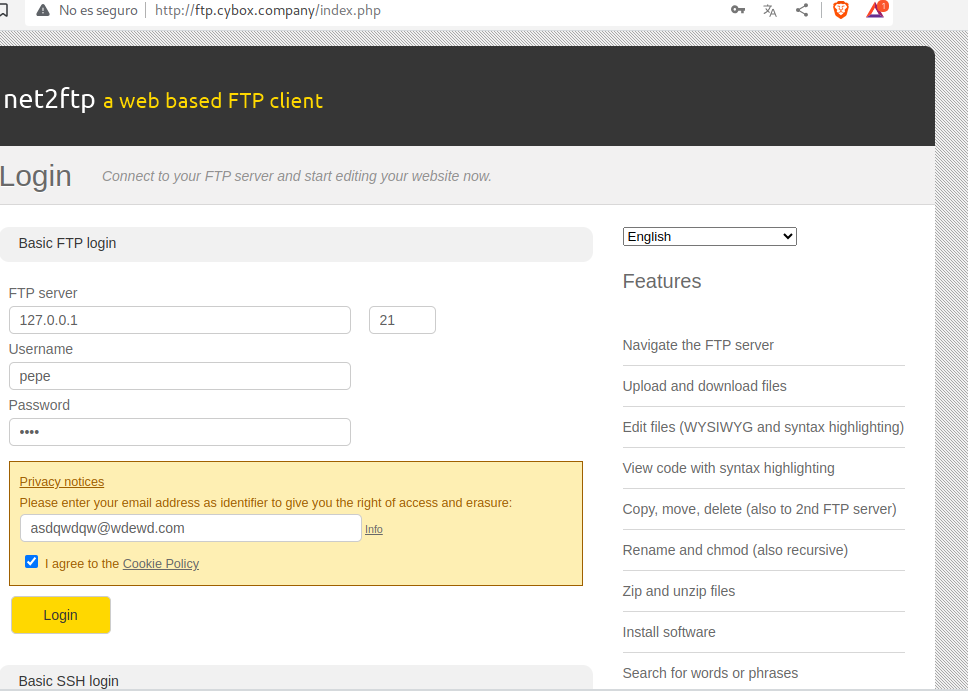 No es seguro
http://ftp.cybox.company/index.php
1
net2ftp a web based FTP client
Login
Connect to your FTP server and start editing your website now.
Basic FTP login
FTP server
127.0.0.1
21
Username
pepe
Password
••••
Privacy notices
Please enter your email address as identifier to give you the right of access and erasure:
asdqwdqw@wdewd.com
Info
I agree to the Cookie Policy
Login
Basic SSH login
English
Features
Navigate the FTP server
Upload and download files
Edit files (WYSIWYG and syntax highlighting)
View code with syntax highlighting
Copy, move, delete (also to 2nd FTP server)
Rename and chmod (also recursive)
Zip and unzip files
Install software
Search for words or phrases